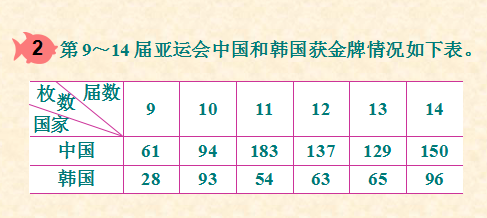 2 第9～14届亚运会中国和韩国获金牌情况如下表。
枚数 届数 国家 9 10 11 12 13 14
中国 61 94 183 137 129 150
韩国 28 93 54 63 65 96